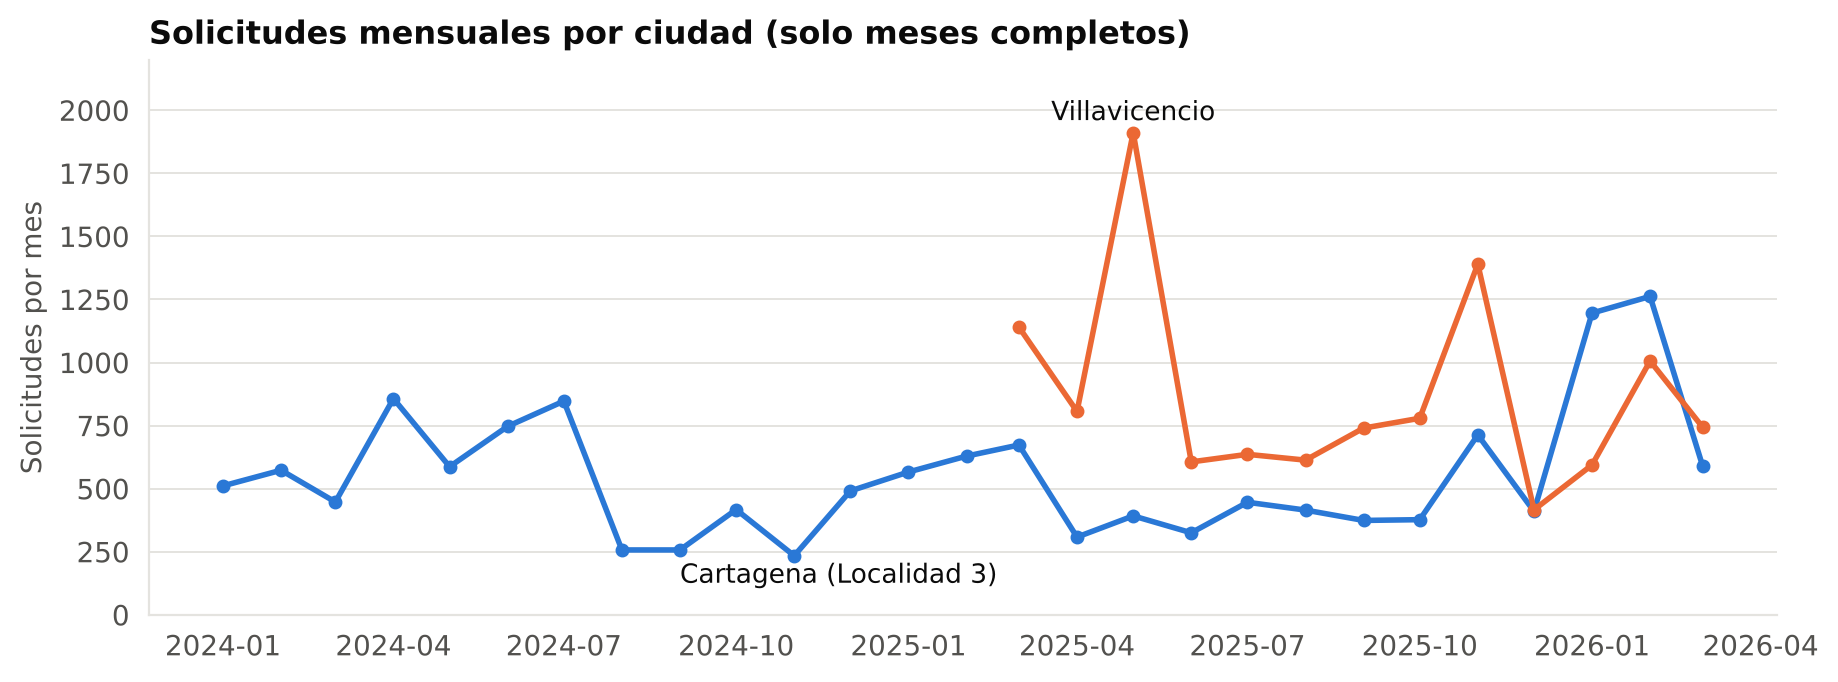 Solicitudes mensuales por ciudad (solo meses completos)
Solicitudes por mes
2000
1750
1500
1250
1000
750
500
250
0
Villavicencio
Cartagena (Localidad 3)
2024-01 2024-04 2024-07 2024-10 2025-01 2025-04 2025-07 2025-10 2026-01 2026-04